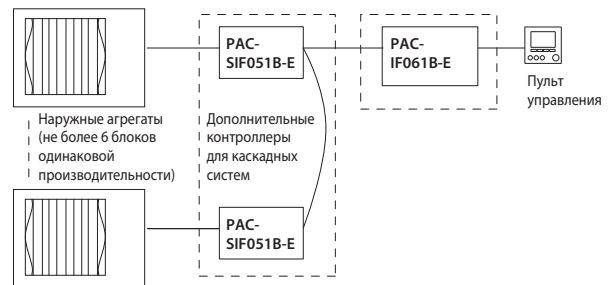 PAC-
SIF051B-E
PAC-
IF061B-E
Пульт
управления
Наружные агрегаты
(не более 6 блоков
одинаковой
производительности)
Дополнительные
контроллеры
для каскадных
систем
PAC-
SIF051B-E